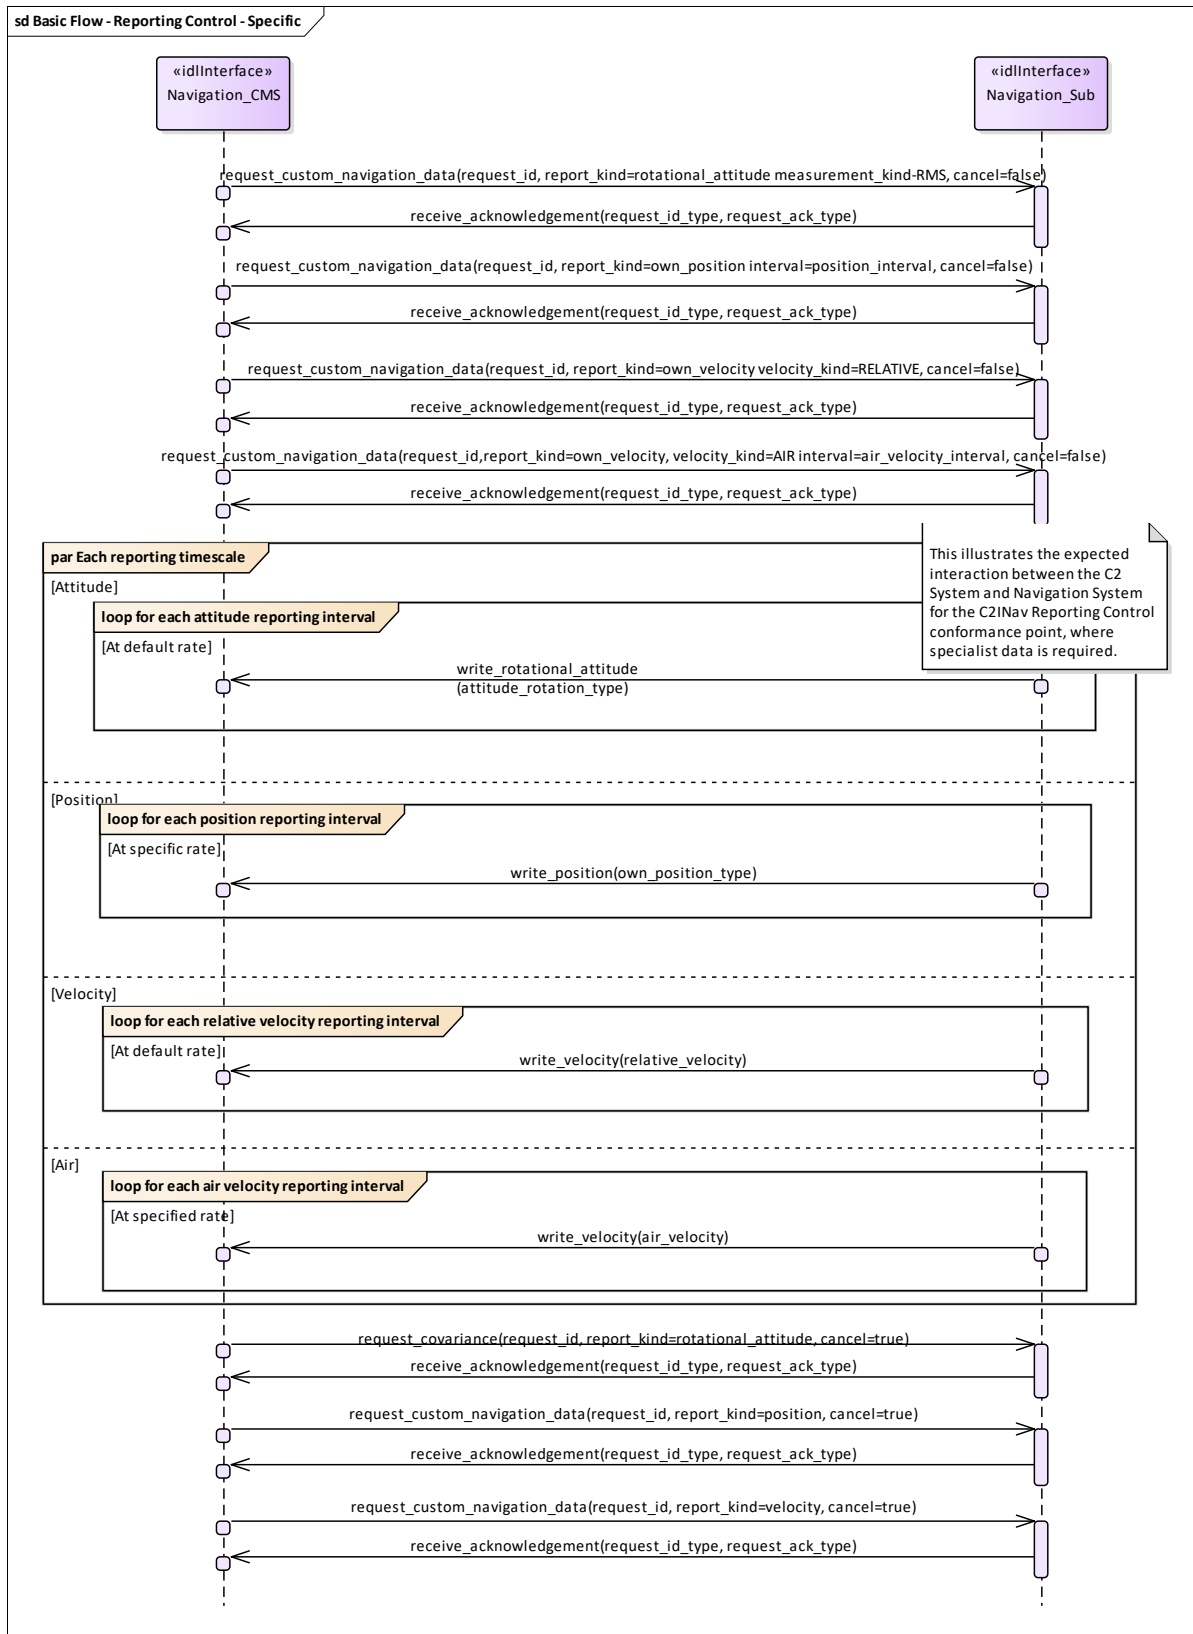 sd Basic Flow - Reporting Control - Specific
«idlInterface»
Navigation_CMS
«idlInterface»
Navigation_Sub
request_custom_navigation_data(request_id, report_kind=rotational_attitude measurement_kind-RMS, cancel=false)
receive_acknowledgement(request_id_type, request_ack_type)
request_custom_navigation_data(request_id, report_kind=own_position interval=position_interval, cancel=false)
receive_acknowledgement(request_id_type, request_ack_type)
request_custom_navigation_data(request_id, report_kind=own_velocity velocity_kind=RELATIVE, cancel=false)
receive_acknowledgement(request_id_type, request_ack_type)
request_custom_navigation_data(request_id,report_kind=own_velocity, velocity_kind=AIR interval=air_velocity_interval, cancel=false)
receive_acknowledgement(request_id_type, request_ack_type)
This illustrates the expected
interaction between the C2
System and Navigation System
for the C2INav Reporting Control
conformance point, where
specialist data is required.
par Each reporting timescale
[Attitude]
loop for each attitude reporting interval
[At default rate]
write_rotational_attitude
(attitude_rotation_type)
[Position]
loop for each position reporting interval
[At specific rate]
write_position(own_position_type)
[Velocity]
loop for each relative velocity reporting interval
[At default rate]
write_velocity(relative_velocity)
[Air]
loop for each air velocity reporting interval
[At specified rate]
write_velocity(air_velocity)
request_covariance(request_id, report_kind=rotational_attitude, cancel=true)
receive_acknowledgement(request_id_type, request_ack_type)
request_custom_navigation_data(request_id, report_kind=position, cancel=true)
receive_acknowledgement(request_id_type, request_ack_type)
request_custom_navigation_data(request_id, report_kind=velocity, cancel=true)
receive_acknowledgement(request_id_type, request_ack_type)